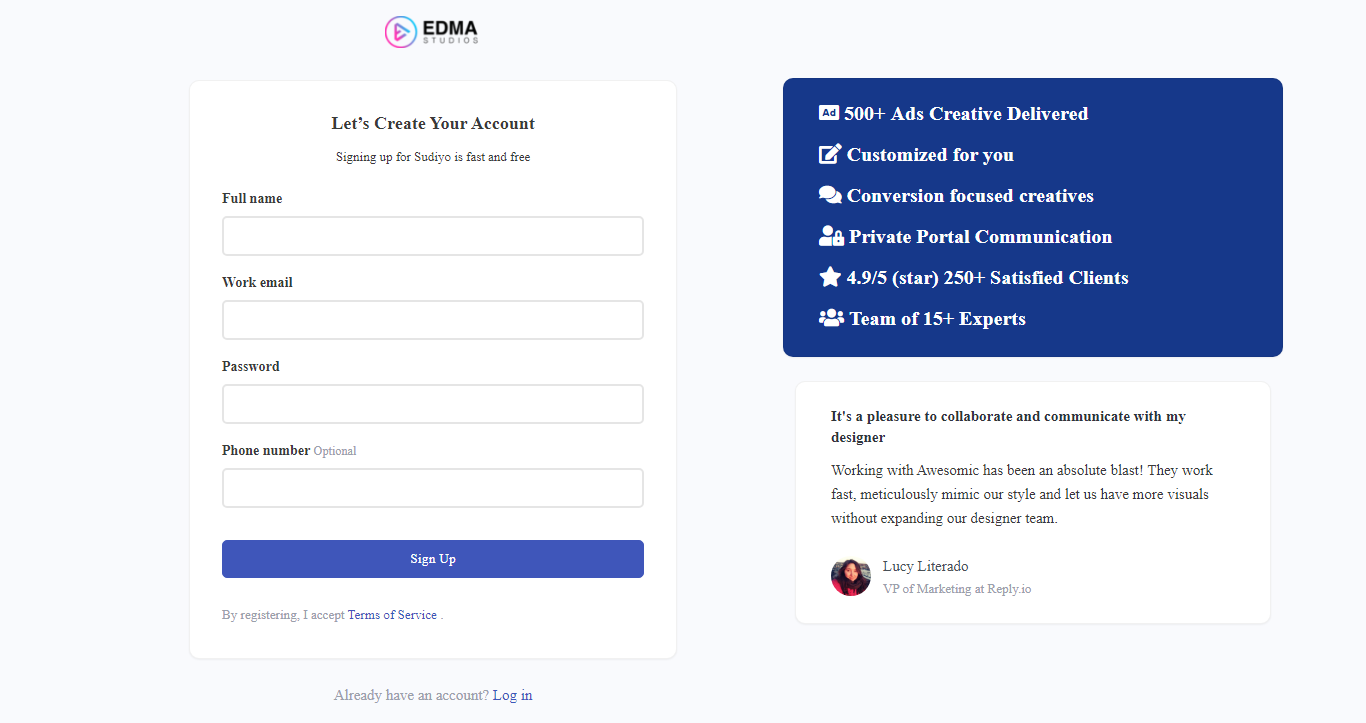 EDMA
STUDIOS
Let’s Create Your Account
Signing up for Sudiyo is fast and free
Full name
Work email
Password
Phone number Optional
Sign Up
By registering, I accept Terms of Service .
Already have an account? Log in
Ad 500+ Ads Creative Delivered
Customized for you
Conversion focused creatives
Private Portal Communication
4.9/5 (star) 250+ Satisfied Clients
Team of 15+ Experts
It's a pleasure to collaborate and communicate with my
designer
Working with Awesomic has been an absolute blast! They work
fast, meticulously mimic our style and let us have more visuals
without expanding our designer team.
Lucy Literado
VP of Marketing at Reply.io